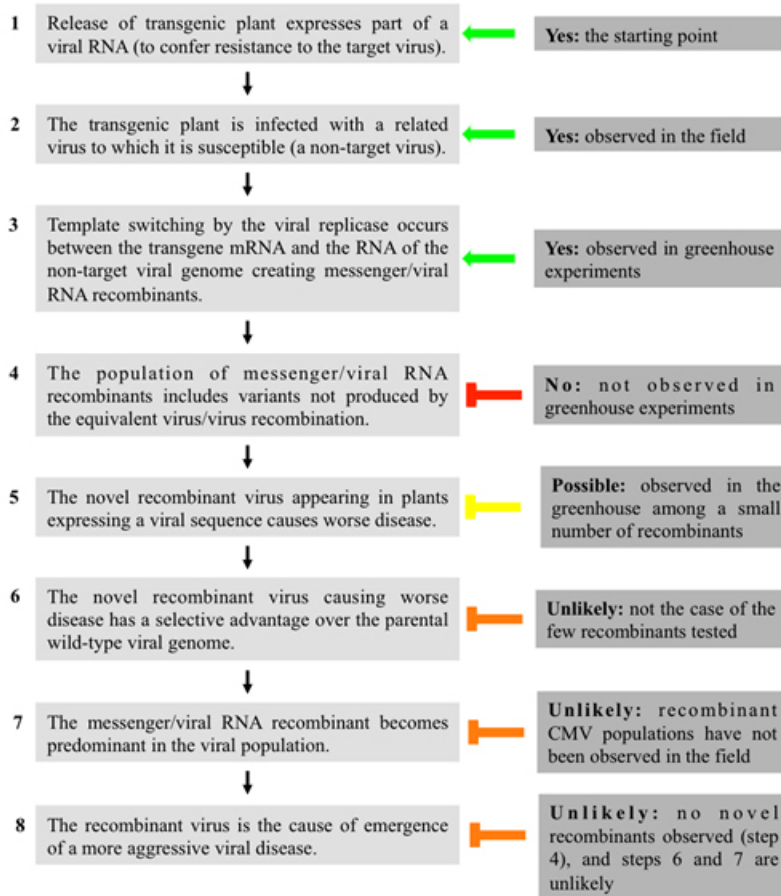 1
Release of transgenic plant expresses part of a
viral RNA (to confer resistance to the target virus).
Yes: the starting point
2
The transgenic plant is infected with a related
virus to which it is susceptible (a non-target virus).
Yes: observed in the field
3
Template switching by the viral replicase occurs
between the transgene mRNA and the RNA of the
non-target viral genome creating messenger/viral
RNA recombinants.
Yes: observed in greenhouse
experiments
4
The population of messenger/viral RNA
recombinants includes variants not produced by
the equivalent virus/virus recombination.
No: not observed in
greenhouse experiments
5
The novel recombinant virus appearing in plants
expressing a viral sequence causes worse disease.
Possible: observed in the
greenhouse among a small
number of recombinants
6
The novel recombinant virus causing worse
disease has a selective advantage over the parental
wild-type viral genome.
Unlikely: not the case of the
few recombinants tested
7
The messenger/viral RNA recombinant becomes
predominant in the viral population.
Unlikely: recombinant
CMV populations have not
been observed in the field
8
The recombinant virus is the cause of emergence
of a more aggressive viral disease.
Unlikely: no novel
recombinants observed (step
4), and steps 6 and 7 are
unlikely